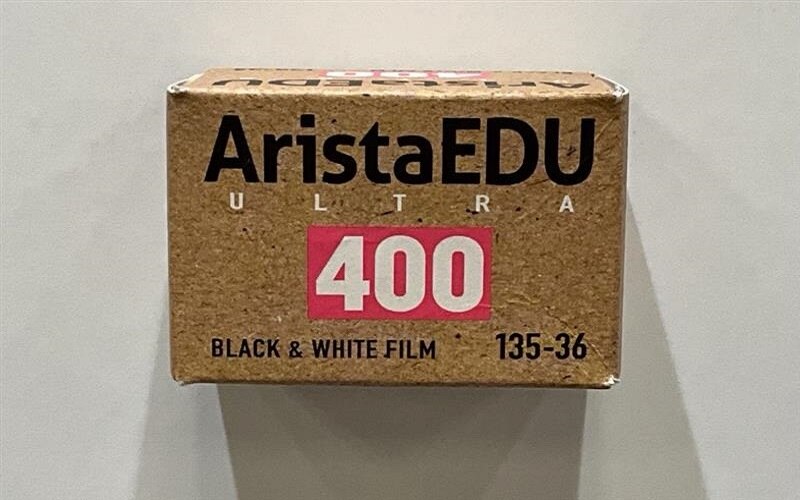 AristaEDU
ULTRA
400
BLACK & WHITE FILM 135-36